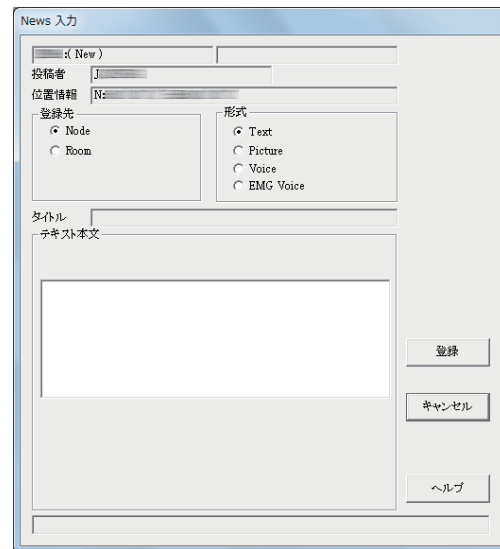 News 入力
:( New )
投稿者 J
位置情報 N:
登録先
Node
Room
形式
Text
Picture
Voice
EMG Voice
タイトル
テキスト本文
登録
キャンセル
ヘルプ